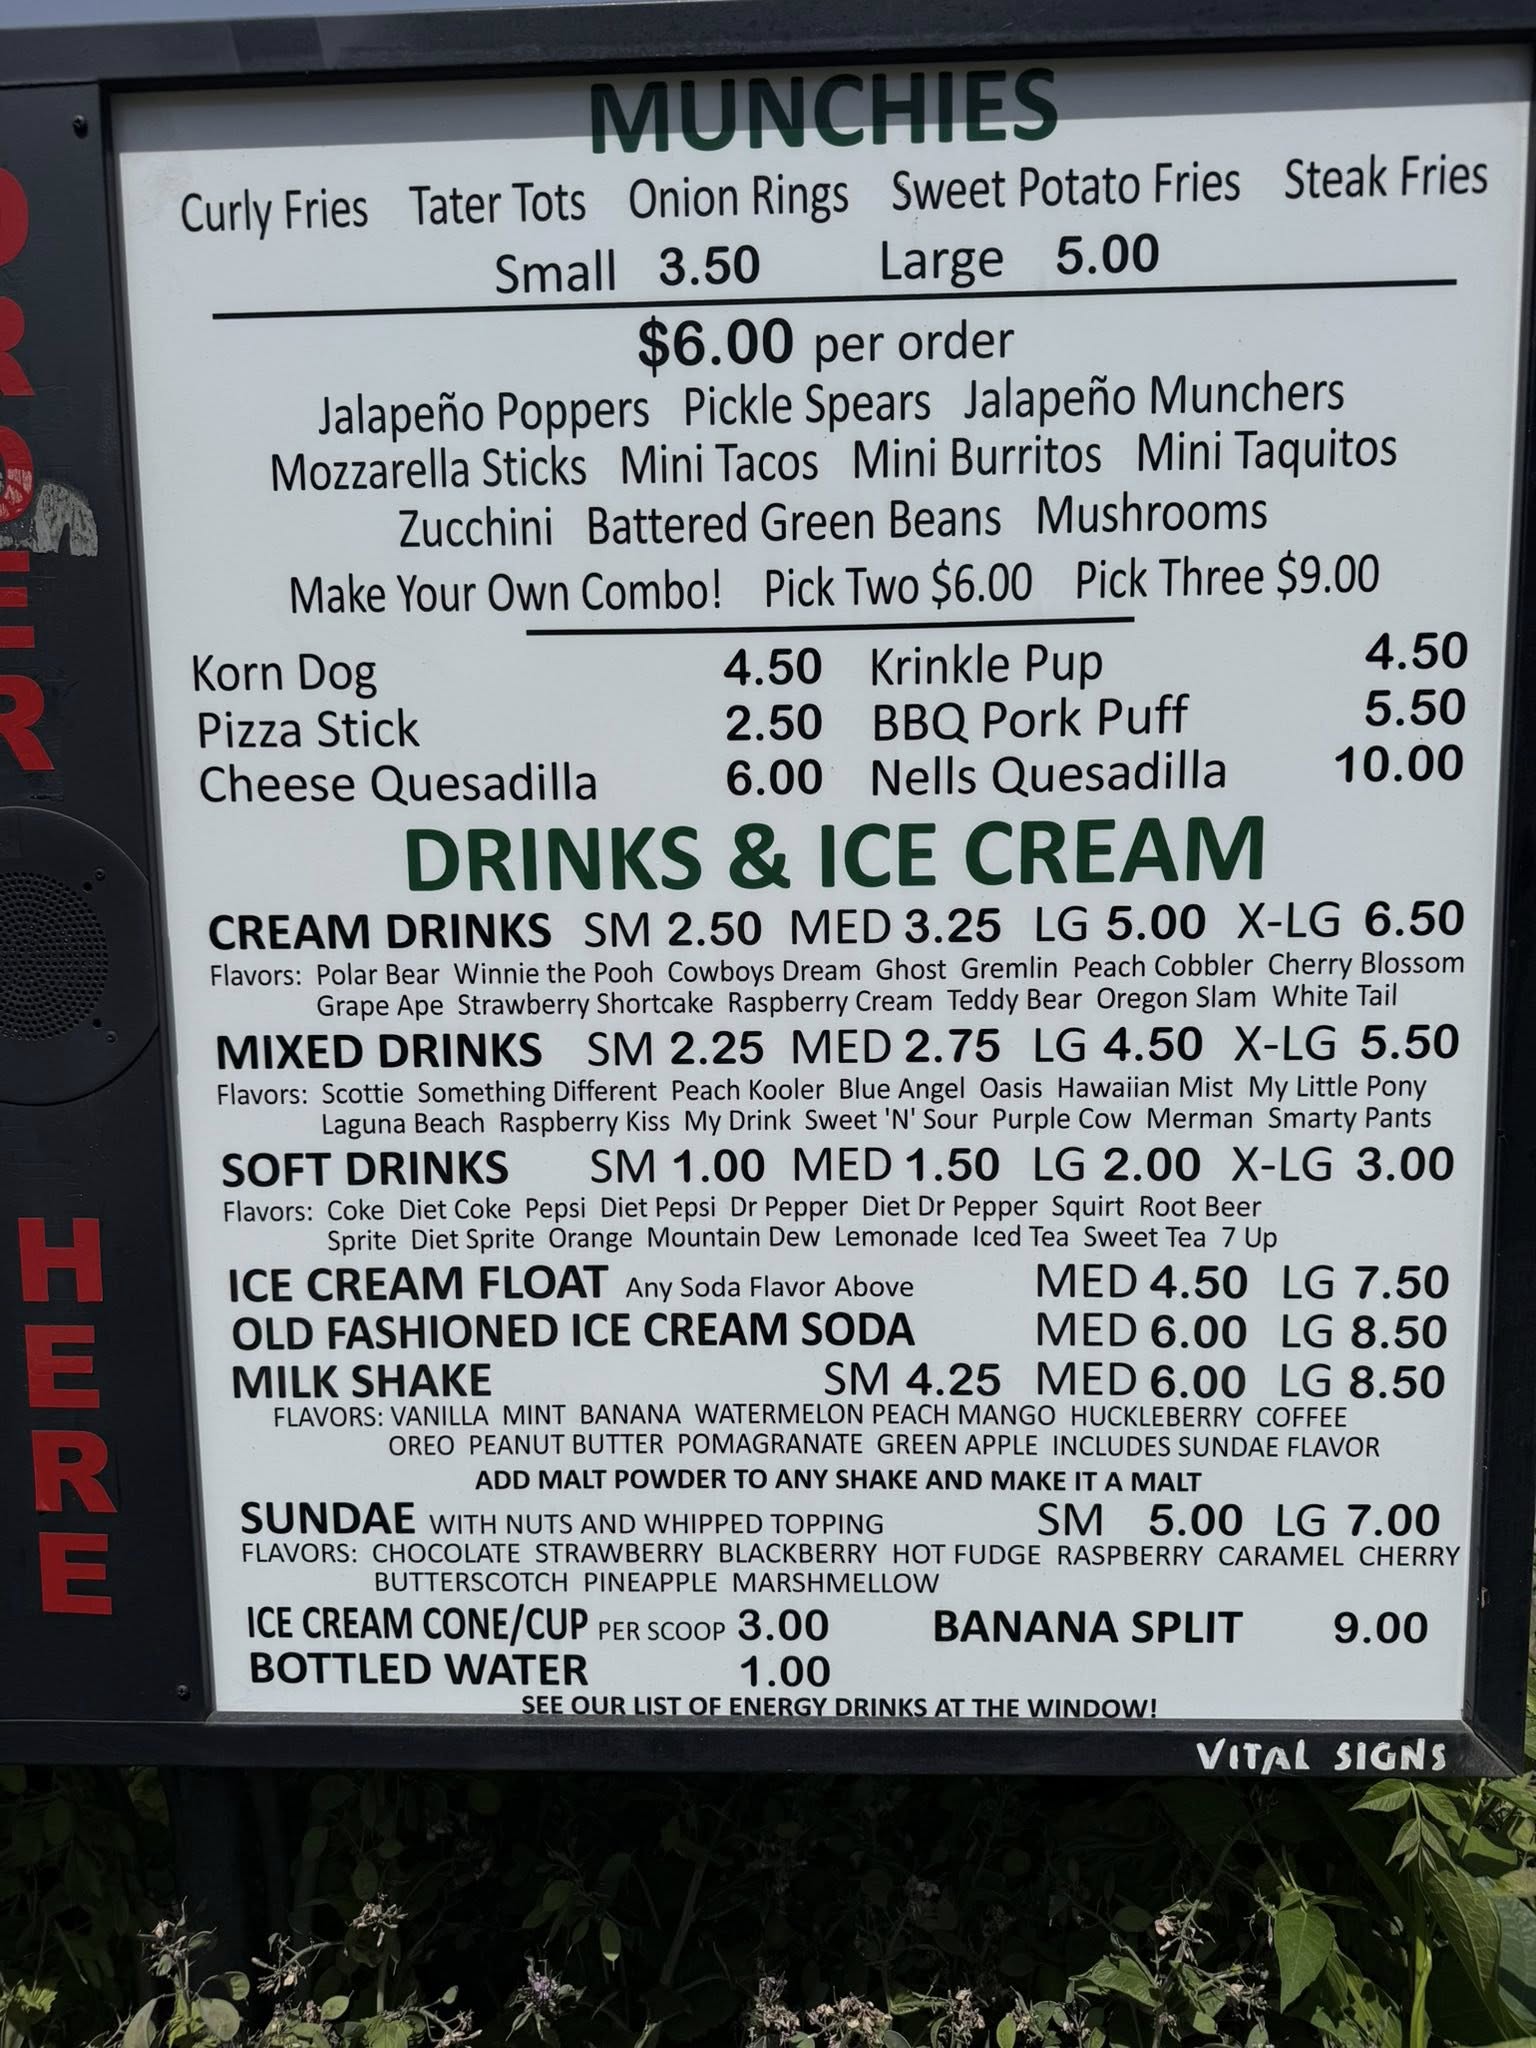 MUNCHIES
Curly Fries Tater Tots Onion Rings Sweet Potato Fries Steak Fries
Small 3.50 Large 5.00
$6.00 per order
Jalapeño Poppers Pickle Spears Jalapeño Munchers
Mozzarella Sticks Mini Tacos Mini Burritos Mini Taquitos
Zucchini Battered Green Beans Mushrooms
Make Your Own Combo! Pick Two $6.00 Pick Three $9.00
Korn Dog 4.50 Krinkle Pup 4.50
Pizza Stick 2.50 BBQ Pork Puff 5.50
Cheese Quesadilla 6.00 Nells Quesadilla 10.00
DRINKS & ICE CREAM
CREAM DRINKS SM 2.50 MED 3.25 LG 5.00 X-LG 6.50
Flavors: Polar Bear Winnie the Pooh Cowboys Dream Ghost Gremlin Peach Cobbler Cherry Blossom
Grape Ape Strawberry Shortcake Raspberry Cream Teddy Bear Oregon Slam White Tail
MIXED DRINKS SM 2.25 MED 2.75 LG 4.50 X-LG 5.50
Flavors: Scottie Something Different Peach Kooler Blue Angel Oasis Hawaiian Mist My Little Pony
Laguna Beach Raspberry Kiss My Drink Sweet 'N' Sour Purple Cow Merman Smarty Pants
SOFT DRINKS SM 1.00 MED 1.50 LG 2.00 X-LG 3.00
Flavors: Coke Diet Coke Pepsi Diet Pepsi Dr Pepper Diet Dr Pepper Squirt Root Beer
Sprite Diet Sprite Orange Mountain Dew Lemonade Iced Tea Sweet Tea 7 Up
ICE CREAM FLOAT Any Soda Flavor Above MED 4.50 LG 7.50
OLD FASHIONED ICE CREAM SODA MED 6.00 LG 8.50
MILK SHAKE SM 4.25 MED 6.00 LG 8.50
FLAVORS: VANILLA MINT BANANA WATERMELON PEACH MANGO HUCKLEBERRY COFFEE
OREO PEANUT BUTTER POMAGRANATE GREEN APPLE INCLUDES SUNDAE FLAVOR
ADD MALT POWDER TO ANY SHAKE AND MAKE IT A MALT
SUNDAE WITH NUTS AND WHIPPED TOPPING SM 5.00 LG 7.00
FLAVORS: CHOCOLATE STRAWBERRY BLACKBERRY HOT FUDGE RASPBERRY CARAMEL CHERRY
BUTTERSCOTCH PINEAPPLE MARSHMELLOW
ICE CREAM CONE/CUP PER SCOOP 3.00 BANANA SPLIT 9.00
BOTTLED WATER 1.00
SEE OUR LIST OF ENERGY DRINKS AT THE WINDOW!
VITAL SIGNS
ORDER
HERE